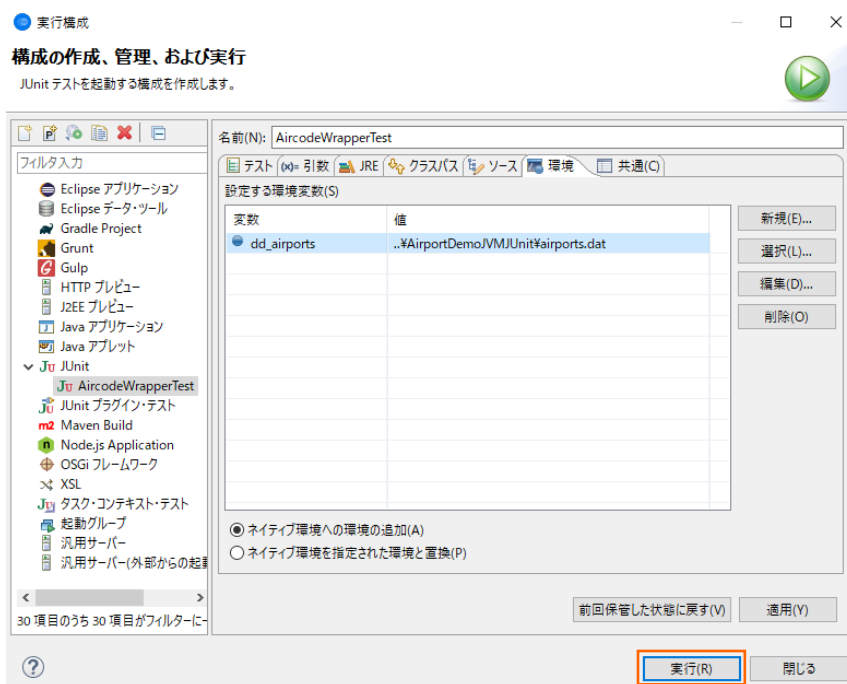 実行構成
構成の作成、管理、および実行
JUnit テストを起動する構成を作成します。
フィルタ入力
Eclipse アプリケーション
Eclipse データ・ツール
Gradle Project
Grunt
Gulp
HTTP プレビュー
J2EE プレビュー
Java アプリケーション
Java アプレット
JUnit
AircodeWrapperTest
JUnit プラグイン・テスト
Maven Build
Node.js Application
OSGi フレームワーク
XSL
タスク・コンテキスト・テスト
起動グループ
汎用サーバー
汎用サーバー(外部からの起動
30 項目のうち 30 項目がフィルターに一
名前(N): AircodeWrapperTest
テスト (x)= 引数 JRE クラスパス ソース 環境 共通(C)
設定する環境変数(S)
変数 値
dd_airports ..¥AirportDemoJVMJUnit¥airports.dat
新規(E)...
選択(L)...
編集(D)...
削除(O)
ネイティブ環境への環境の追加(A)
ネイティブ環境を指定された環境と置換(P)
前回保管した状態に戻す(V) 適用(Y)
実行(R) 閉じる